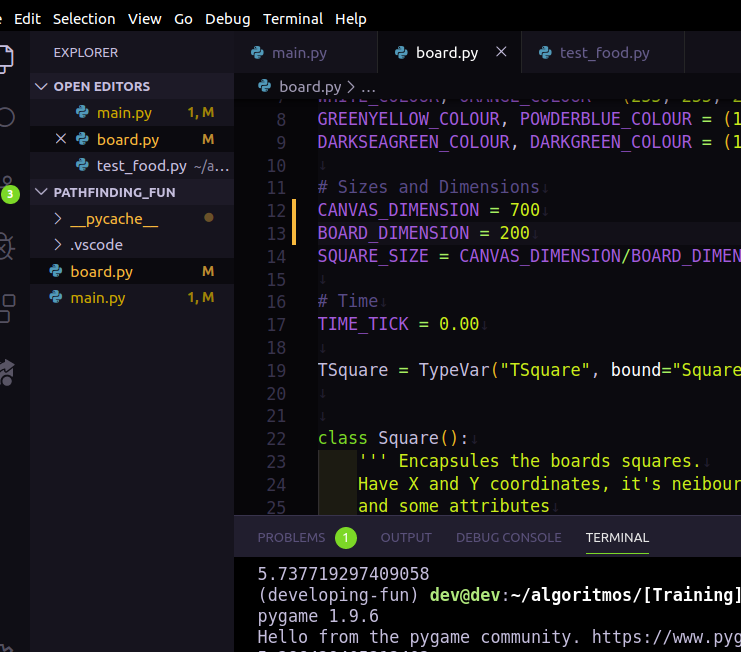 Edit Selection View Go Debug Terminal Help
EXPLORER
main.py
board.py
test_food.py
OPEN EDITORS
main.py 1, M
board.py M
test_food.py ~/a...
PATHFINDING_FUN
__pycache__
.vscode
board.py M
main.py 1, M
3
board.py > ...
8 GREENYELLOW_COLOUR, POWDERBLUE_COLOUR = (1
9 DARKSEAGREEN_COLOUR, DARKGREEN_COLOUR = (1
10
11 # Sizes and Dimensions
12 CANVAS_DIMENSION = 700
13 BOARD_DIMENSION = 200
14 SQUARE_SIZE = CANVAS_DIMENSION/BOARD_DIMEN
15
16 # Time
17 TIME_TICK = 0.00
18
19 TSquare = TypeVar("TSquare", bound="Square
20
21
22 class Square():
23 ''' Encapsules the boards squares.
24 Have X and Y coordinates, it's neibour
25 and some attributes
PROBLEMS 1 OUTPUT DEBUG CONSOLE TERMINAL
5.737719297409058
(developing-fun) dev@dev:~/algoritmos/[Training]
pygame 1.9.6
Hello from the pygame community. https://www.pyg